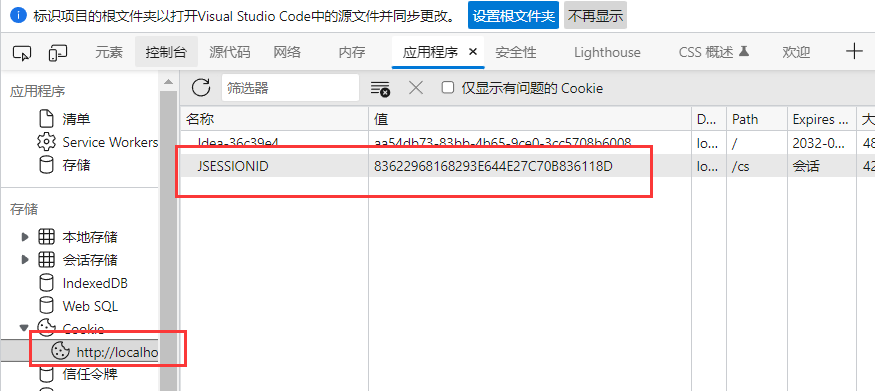 标识项目的根文件夹以打开Visual Studio Code中的源文件并同步更改。 设置根文件夹 不再显示
元素 控制台 源代码 网络 内存 应用程序 安全性 Lighthouse CSS 概述 欢迎
应用程序
筛选器 仅显示有问题的 Cookie
清单
Service Workers
存储
名称 值 D... Path Expires ... 大
Idea-36c39e4 aa54db73-83bb-4b65-9ce0-3cc5708b6008 lo... / 2032-0... 48
JSESSIONID 83622968168293E644E27C70B836118D lo... /cs 会话 42
存储
本地存储
会话存储
IndexedDB
Web SQL
Cookie
http://localho
信任令牌